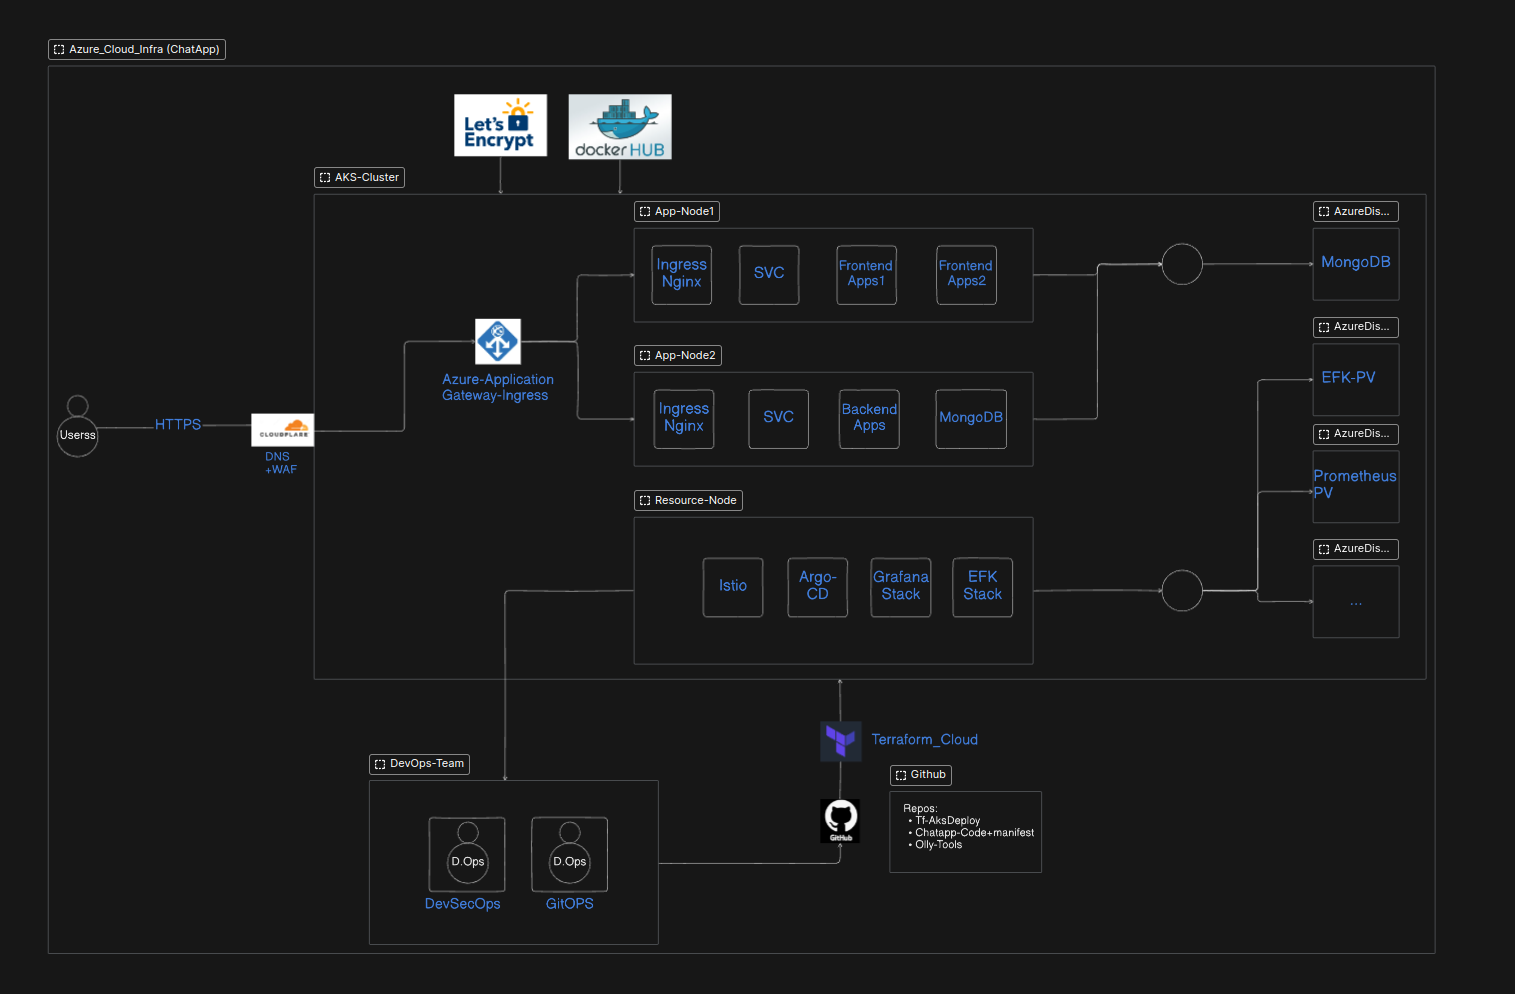 Azure_Cloud_Infra (ChatApp)
Let's
Encrypt
docker HUB
AKS-Cluster
App-Node1
Ingress
Nginx
SVC
Frontend
Apps1
Frontend
Apps2
AzureDis...
MongoDB
Azure-Application
Gateway-Ingress
App-Node2
Ingress
Nginx
SVC
Backend
Apps
MongoDB
AzureDis...
EFK-PV
Userss
HTTPS
CLOUDFLARE
DNS
+WAF
AzureDis...
Prometheus
PV
Resource-Node
Istio
Argo-
CD
Grafana
Stack
EFK
Stack
AzureDis...
...
Terraform_Cloud
DevOps-Team
D.Ops
DevSecOps
D.Ops
GitOPS
GitHub
Github
Repos:
• Tf-AksDeploy
• Chatapp-Code+manifest
• Olly-Tools